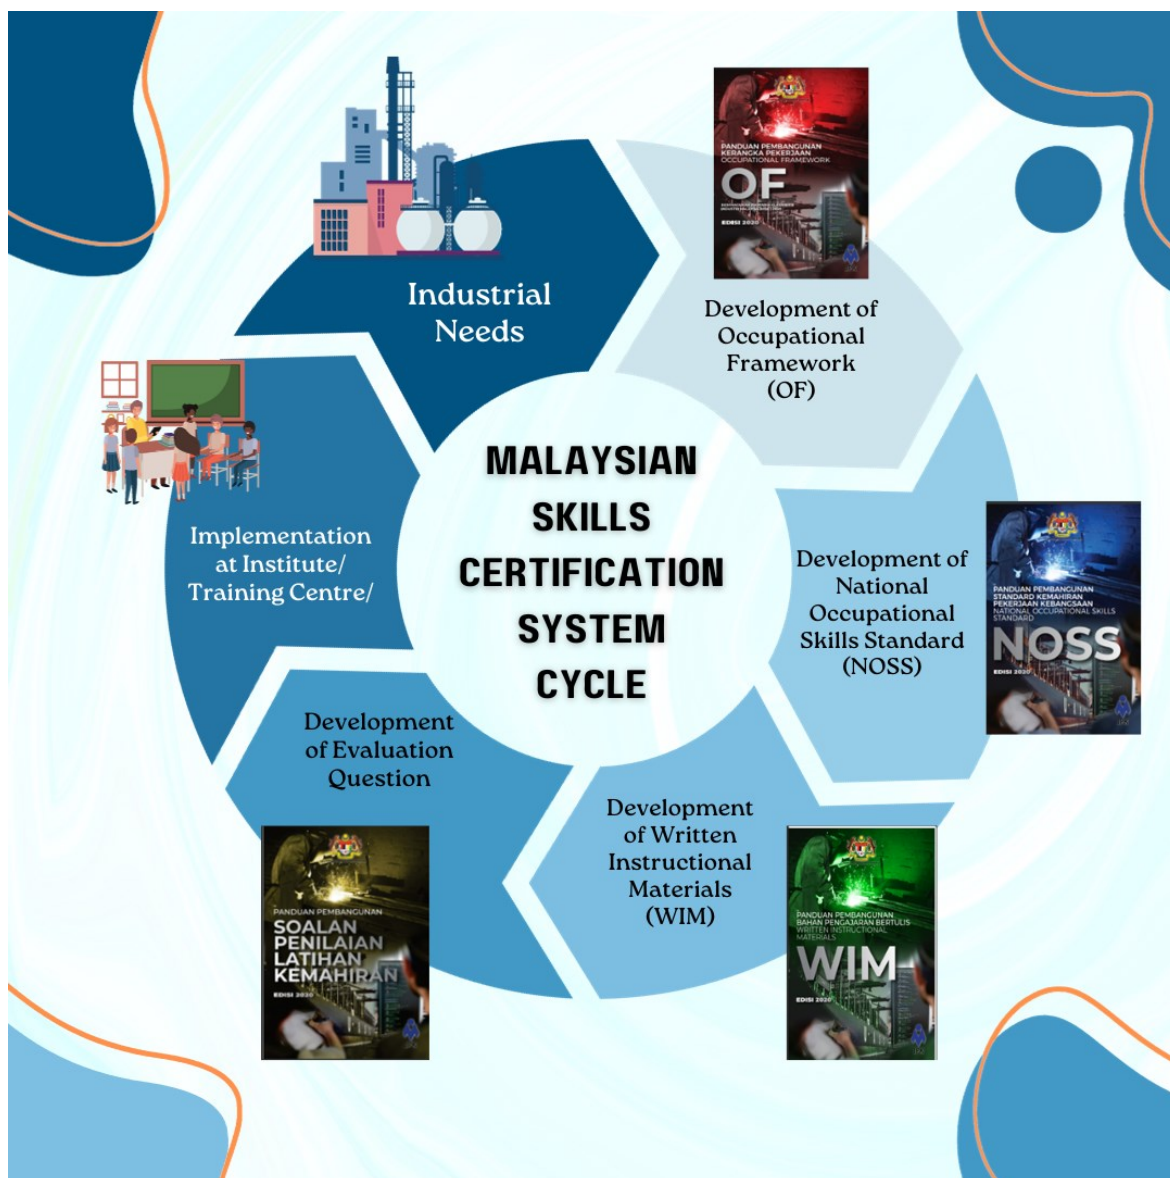 Industrial
Needs
PANDUAN PEMBANGUNAN
KERANGKA PEKERJAAN
OCCUPATIONAL FRAMEWORK
OF
EDISI 2020
Development of
Occupational
Framework
(OF)
MALAYSIAN
SKILLS
CERTIFICATION
SYSTEM
CYCLE
Development of
National
Occupational
Skills Standard
(NOSS)
PANDUAN PEMBANGUNAN
STANDARD KEMAHIRAN
PEKERJAAN KEBANGSAAN
NATIONAL OCCUPATIONAL SKILLS
STANDARD
NOSS
EDISI 2020
Development
of Written
Instructional
Materials
(WIM)
PANDUAN PEMBANGUNAN
BAHAN PENGAJARAN BERTULIS
WRITTEN INSTRUCTIONAL
MATERIALS
WIM
EDISI 2020
Development
of Evaluation
Question
PANDUAN PEMBANGUNAN
SOALAN
PENILAIAN
LATIHAN
KEMAHIRAN
EDISI 2020
Implementation
at Institute/
Training Centre/